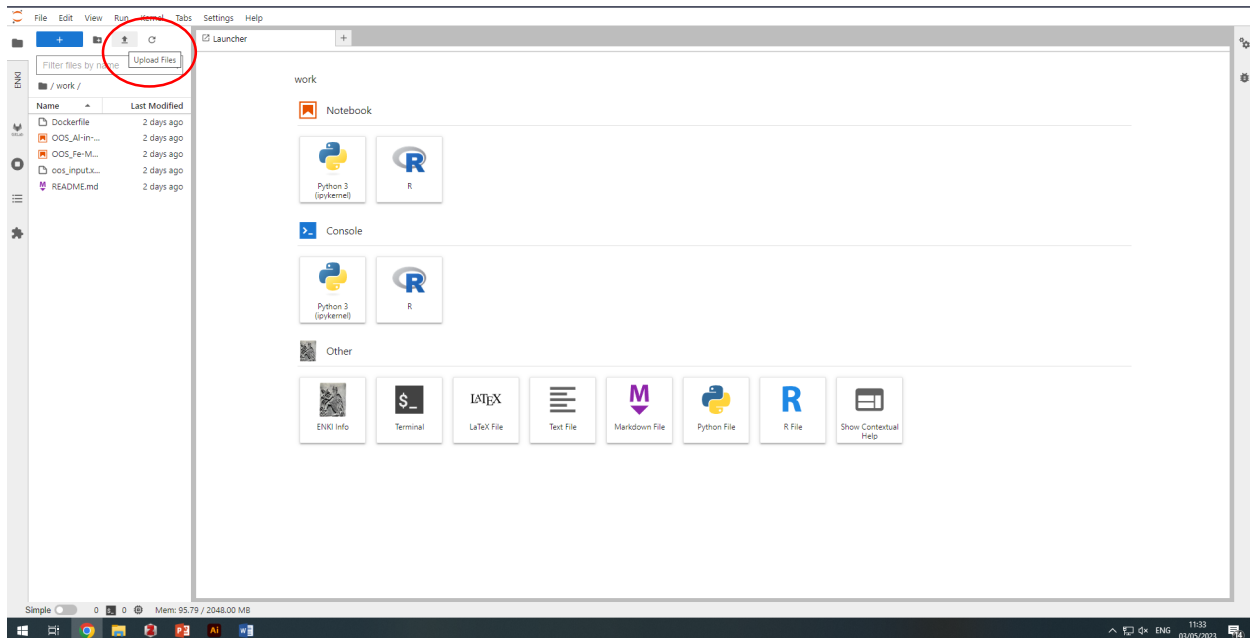 File Edit View Run Kernel Tabs Settings Help
+
Upload Files
Filter files by name
/ work /
Name Last Modified
Dockerfile 2 days ago
OOS_Al-in-... 2 days ago
OOS_Fe-M... 2 days ago
oos_input.x... 2 days ago
README.md 2 days ago
ENKI
Launcher +
work
Notebook
Python 3 (ipykernel)
R
Console
Python 3 (ipykernel)
R
Other
ENKI Info
$_ Terminal
LATEX LaTeX File
Text File
M Markdown File
Python File
R R File
Show Contextual Help
Simple 0 $_ 0 Mem: 95.79 / 2048.00 MB
ENG 11:33
03/05/2023